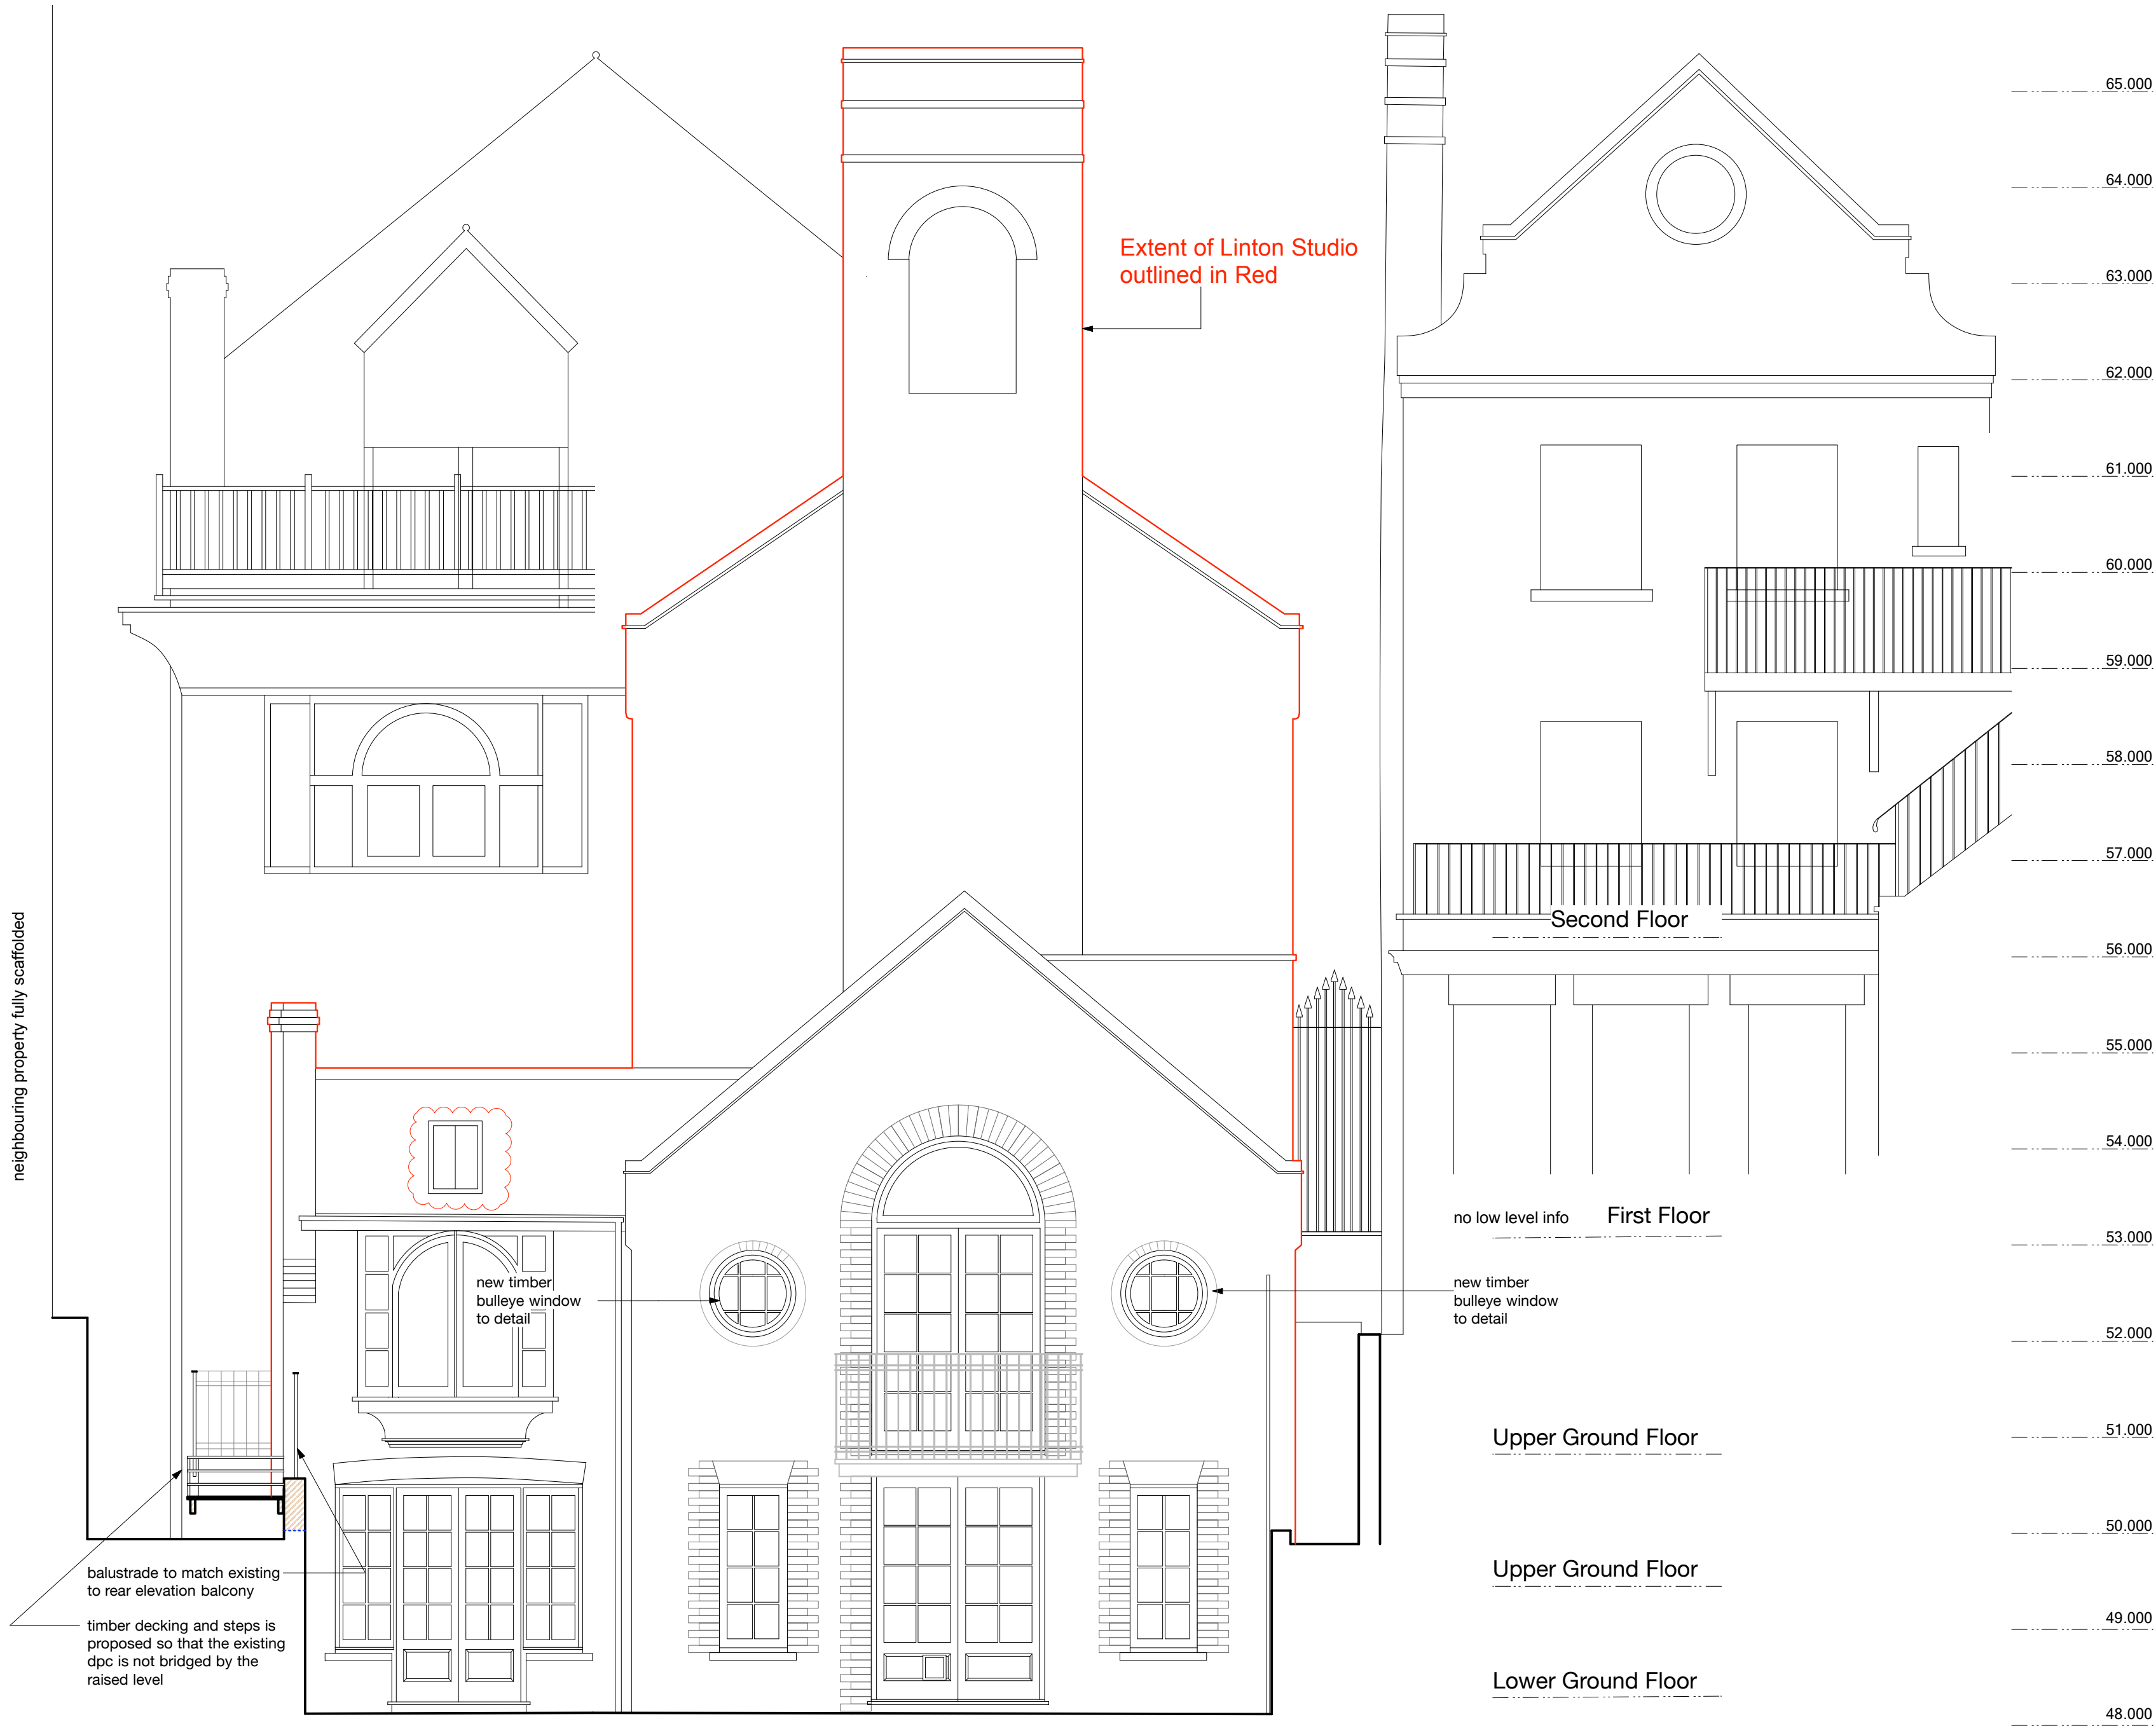 Extent of Linton Studio
outlined in Red
neighbouring property fully scaffolded
new timber
bulleye window
to detail
new timber
bulleye window
to detail
balustrade to match existing
to rear elevation balcony
timber decking and steps is
proposed so that the existing
dpc is not bridged by the
raised level
Second Floor
no low level info
First Floor
Upper Ground Floor
Upper Ground Floor
Lower Ground Floor
65.000
64.000
63.000
62.000
61.000
60.000
59.000
58.000
57.000
56.000
55.000
54.000
53.000
52.000
51.000
50.000
49.000
48.000